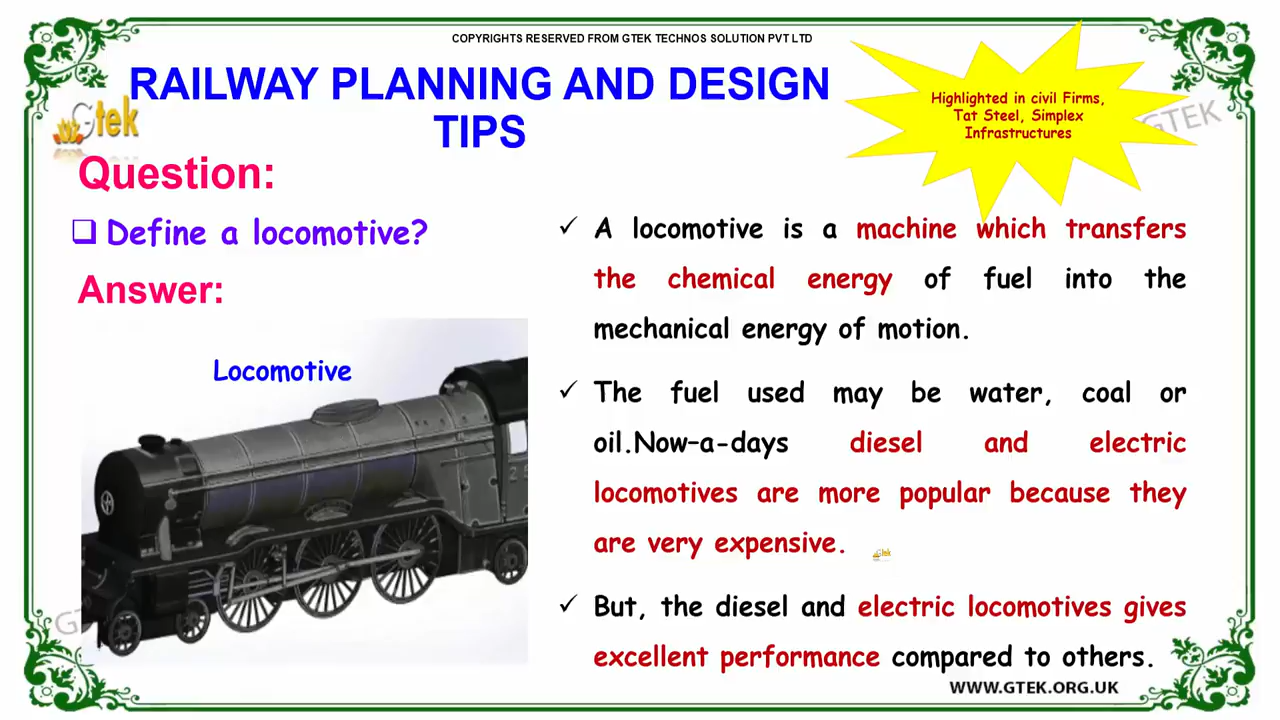 COPYRIGHTS RESERVED FROM GTEK TECHNOS SOLUTION PVT LTD
RAILWAY PLANNING AND DESIGN
TIPS
Highlighted in civil Firms,
Tat Steel, Simplex
Infrastructures
GTEK
Gtek
Question:
❑ Define a locomotive?
Answer:
Locomotive
✓ A locomotive is a machine which transfers
the chemical energy of fuel into the
mechanical energy of motion.
✓ The fuel used may be water, coal or
oil.Now-a-days diesel and electric
locomotives are more popular because they
are very expensive.
Gtek
✓ But, the diesel and electric locomotives gives
excellent performance compared to others.
WWW.GTEK.ORG.UK